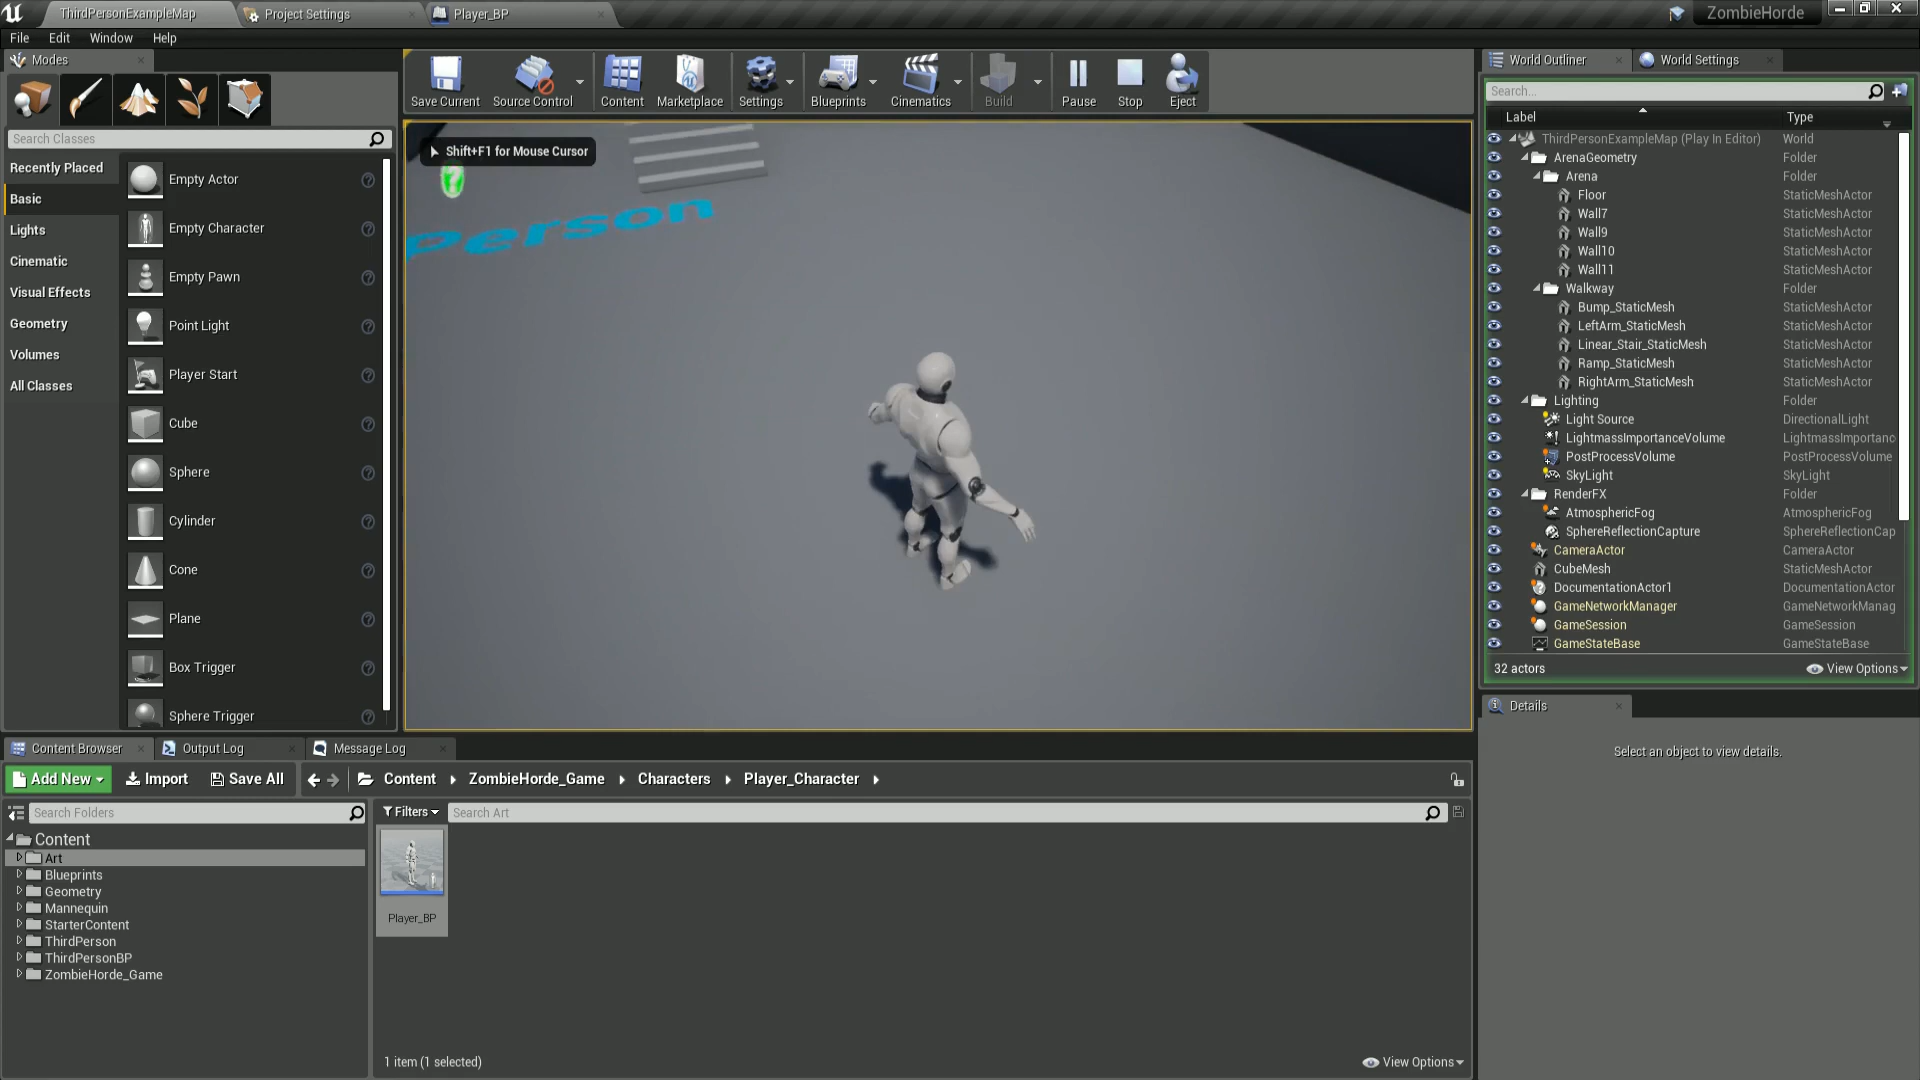 ThirdPersonExampleMap
Project Settings
Player_BP
ZombieHorde
File Edit Window Help
Modes
Search Classes
Recently Placed
Basic
Lights
Cinematic
Visual Effects
Geometry
Volumes
All Classes
Empty Actor
Empty Character
Empty Pawn
Point Light
Player Start
Cube
Sphere
Cylinder
Cone
Plane
Box Trigger
Sphere Trigger
Save Current
Source Control
Content
Marketplace
Settings
Blueprints
Cinematics
Build
Pause
Stop
Eject
Shift+F1 for Mouse Cursor
Person
World Outliner
World Settings
Search...
Label Type
ThirdPersonExampleMap (Play In Editor) World
ArenaGeometry Folder
Arena Folder
Floor StaticMeshActor
Wall7 StaticMeshActor
Wall9 StaticMeshActor
Wall10 StaticMeshActor
Wall11 StaticMeshActor
Walkway Folder
Bump_StaticMesh StaticMeshActor
LeftArm_StaticMesh StaticMeshActor
Linear_Stair_StaticMesh StaticMeshActor
Ramp_StaticMesh StaticMeshActor
RightArm_StaticMesh StaticMeshActor
Lighting Folder
Light Source DirectionalLight
LightmassImportanceVolume LightmassImportanc
PostProcessVolume PostProcessVolume
SkyLight SkyLight
RenderFX Folder
AtmosphericFog AtmosphericFog
SphereReflectionCapture SphereReflectionCap
CameraActor CameraActor
CubeMesh StaticMeshActor
DocumentationActor1 DocumentationActor
GameNetworkManager GameNetworkManag
GameSession GameSession
GameStateBase GameStateBase
32 actors
View Options
Details
Select an object to view details.
Content Browser
Output Log
Message Log
Add New
Import
Save All
Content
ZombieHorde_Game
Characters
Player_Character
Search Folders
Filters
Search Art
Content
Art
Blueprints
Geometry
Mannequin
StarterContent
ThirdPerson
ThirdPersonBP
ZombieHorde_Game
Player_BP
1 item (1 selected)
View Options